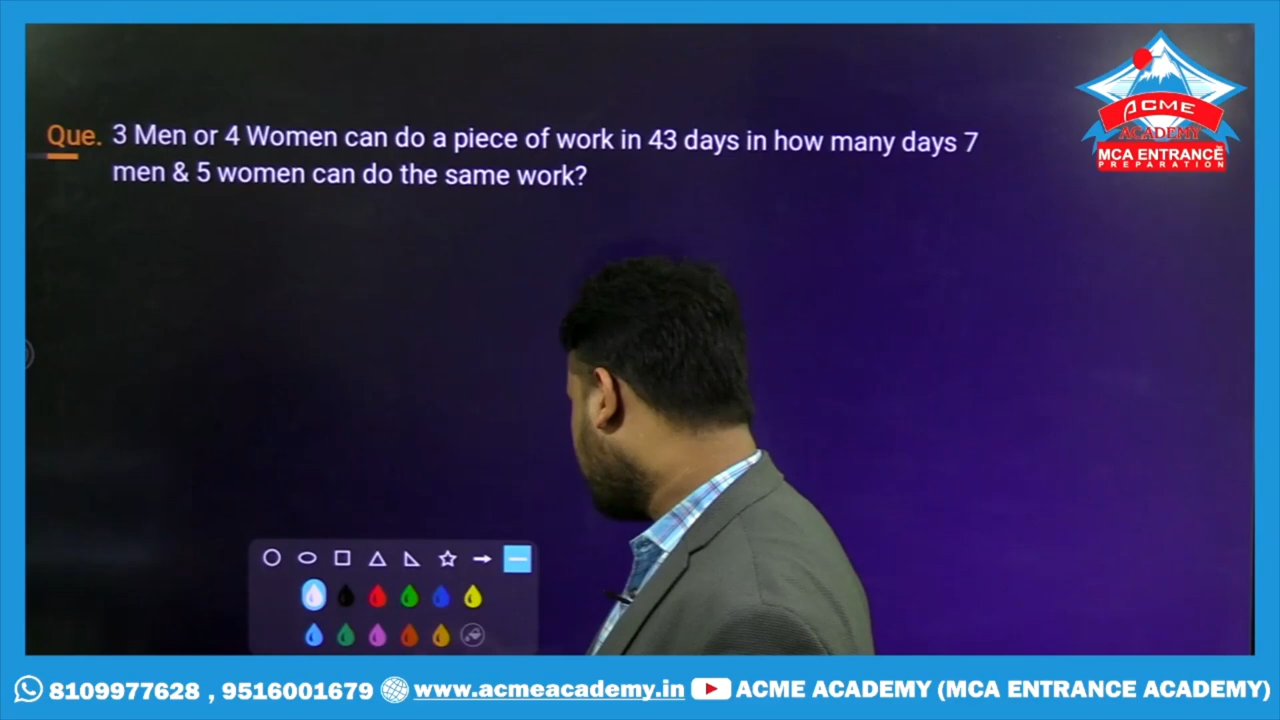 Que. 3 Men or 4 Women can do a piece of work in 43 days in how many days 7
men & 5 women can do the same work?
ACME
ACADEMY
MCA ENTRANCE
PREPARATION
8109977628 , 9516001679 www.acmeacademy.in ACME ACADEMY (MCA ENTRANCE ACADEMY)